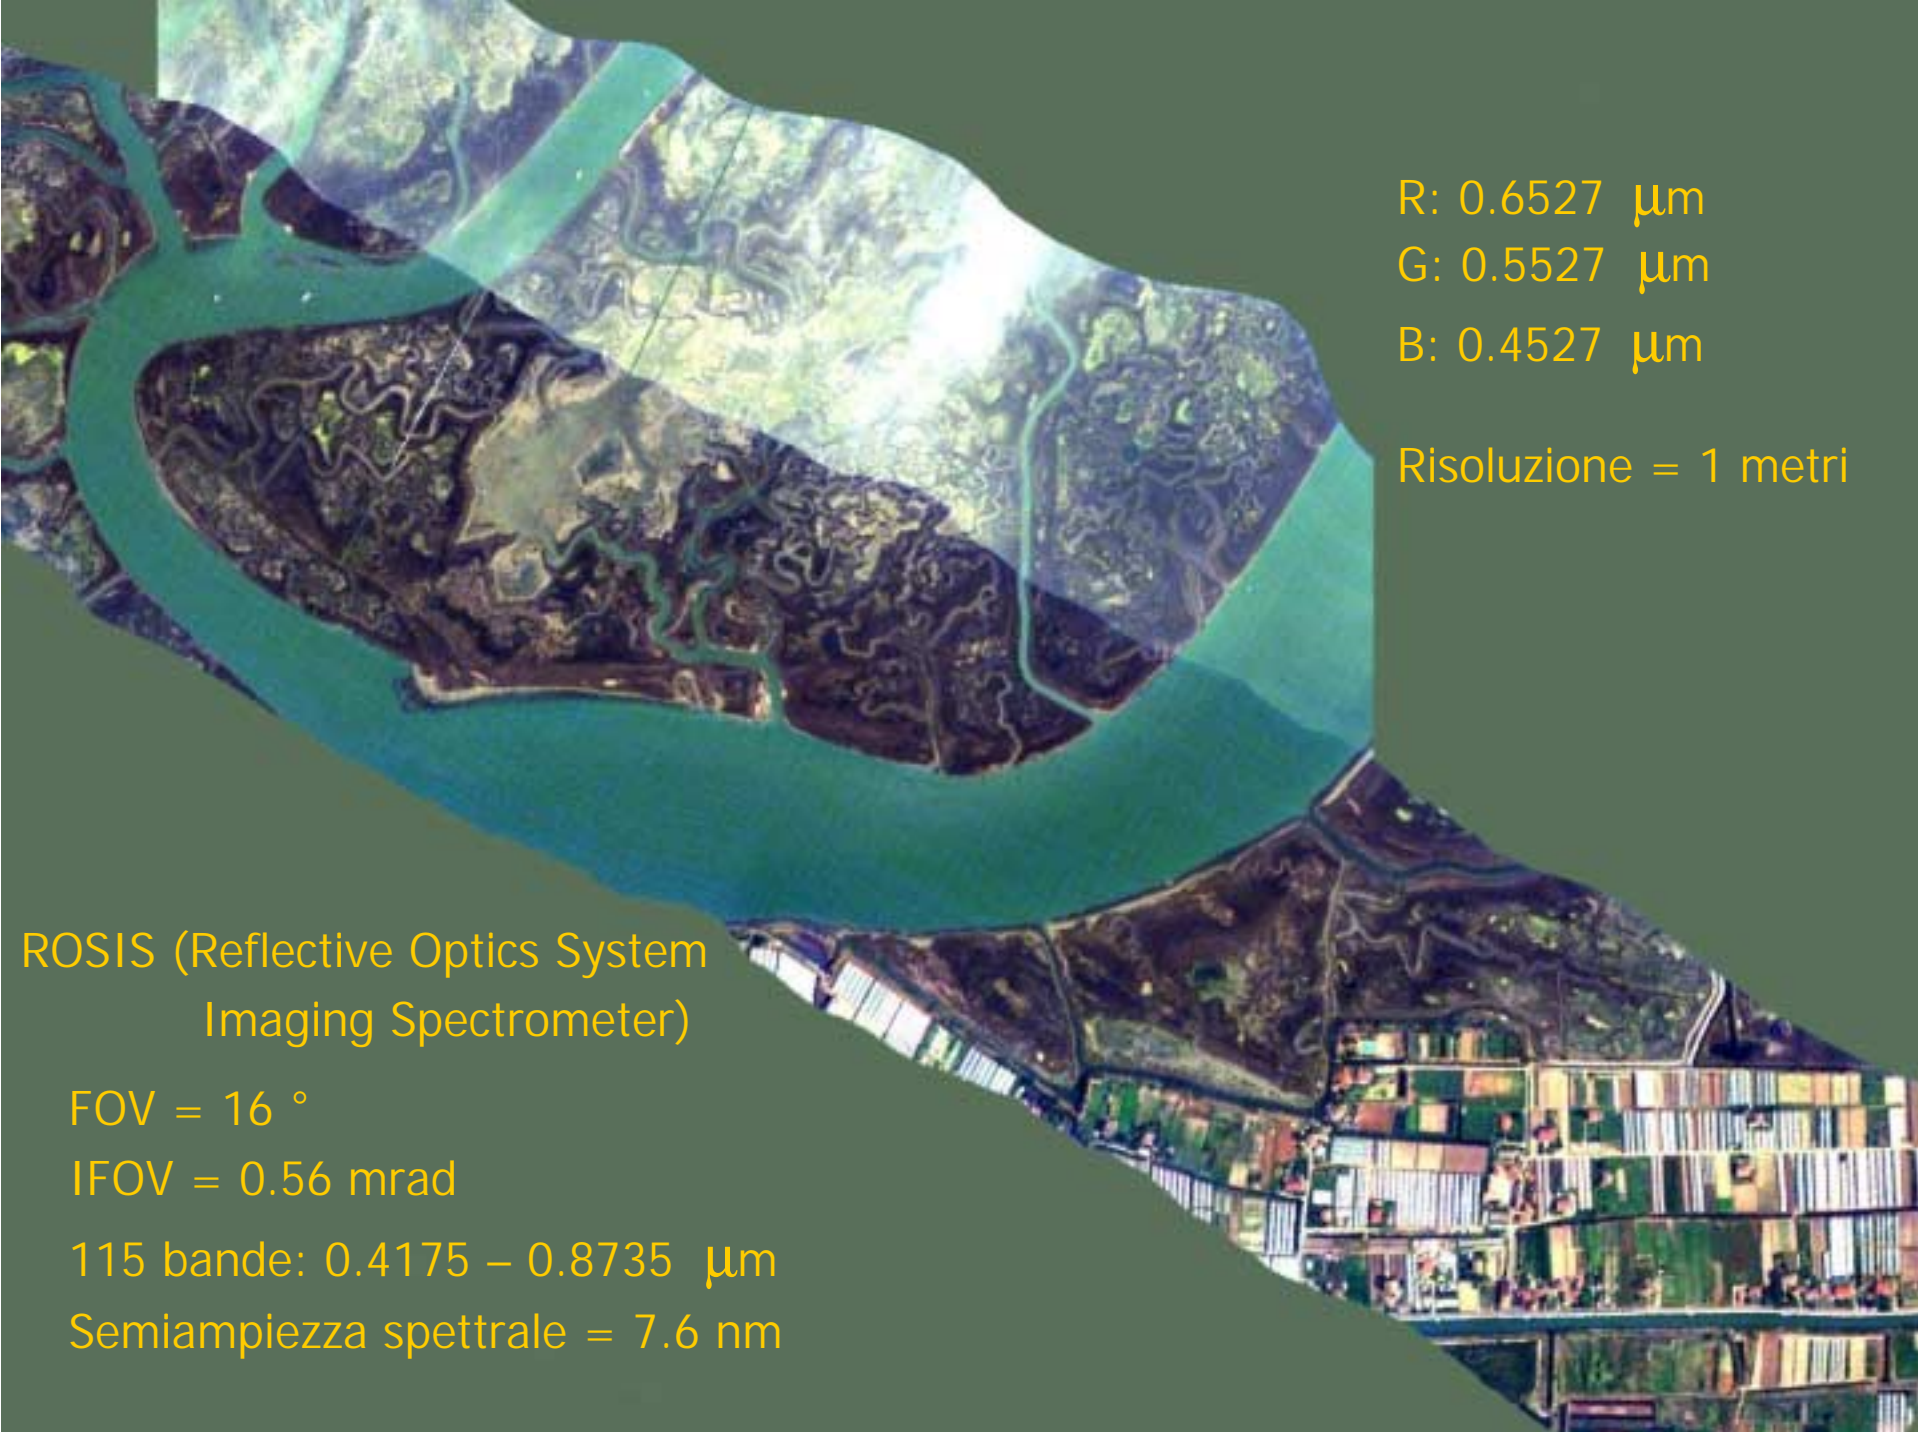 R: 0.6527 μm
G: 0.5527 μm
B: 0.4527 μm
Risoluzione = 1 metri
ROSIS (Reflective Optics System
Imaging Spectrometer)
FOV = 16 °
IFOV = 0.56 mrad
115 bande: 0.4175 – 0.8735 μm
Semiampiezza spettrale = 7.6 nm